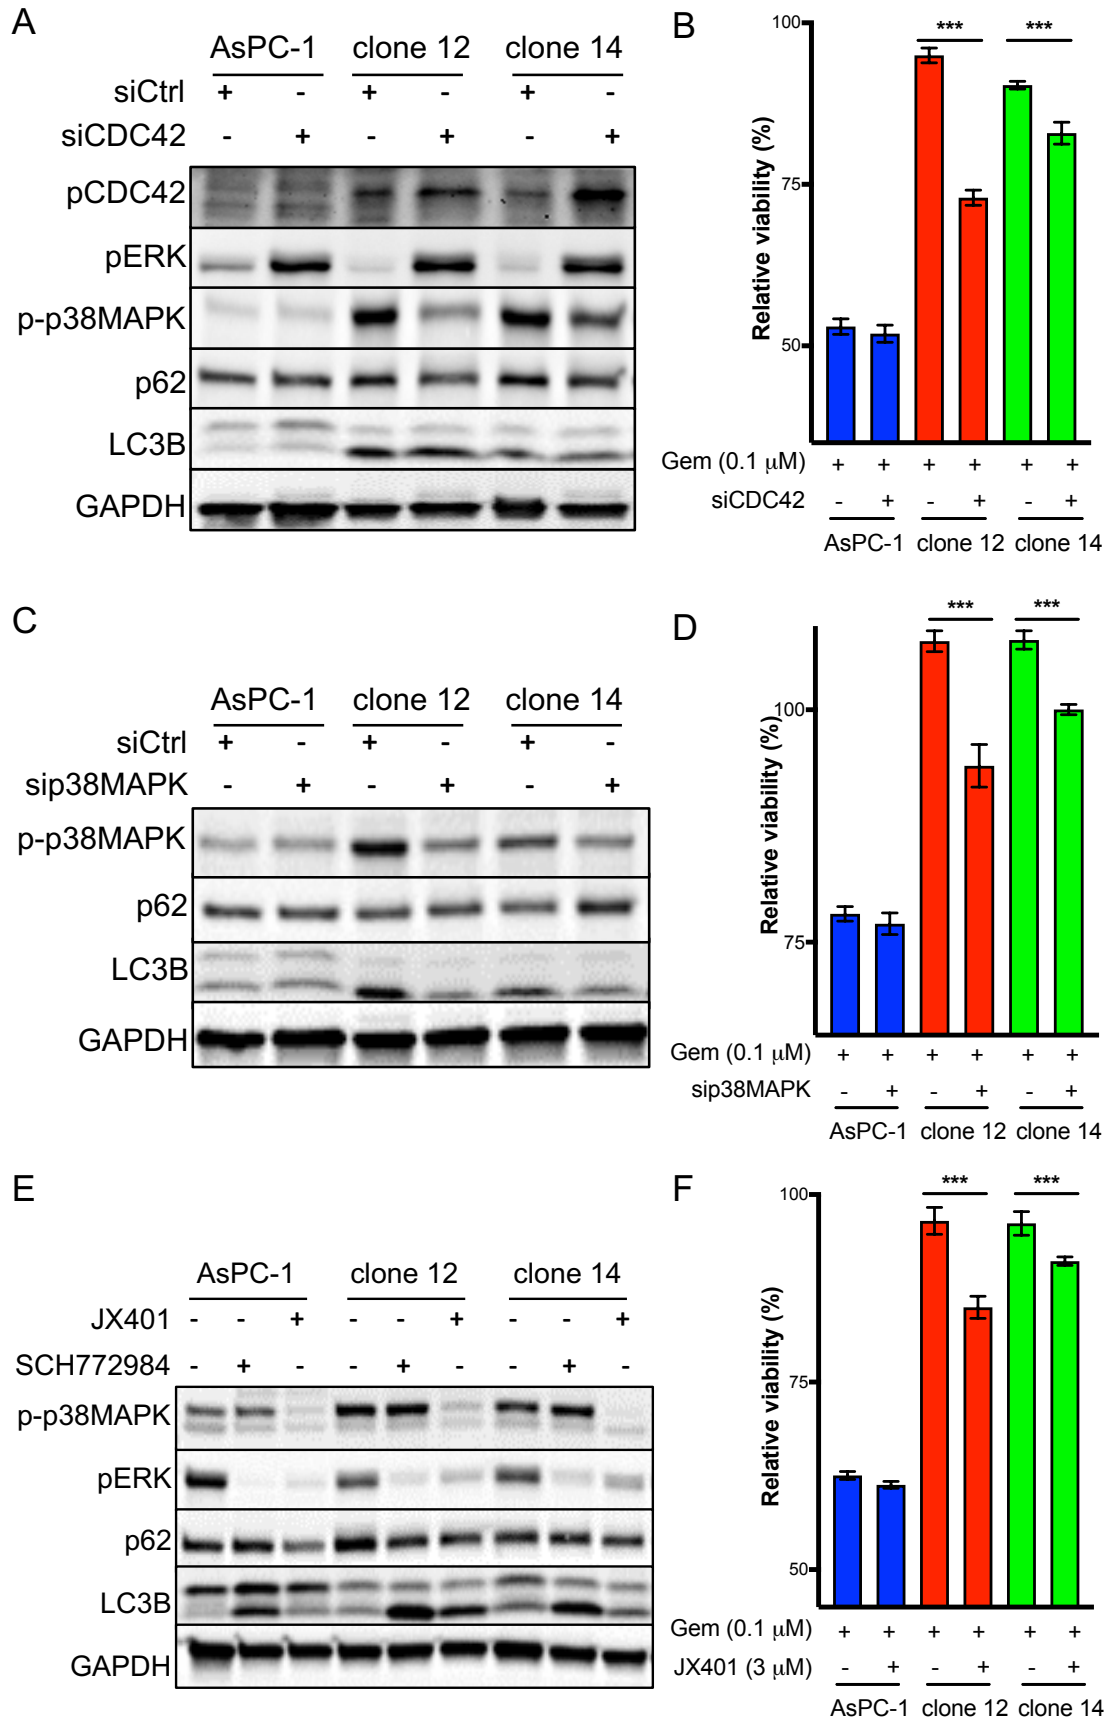 A
AsPC-1 clone 12 clone 14
siCtrl + - + - + -
siCDC42 - + - + - +
pCDC42
pERK
p-p38MAPK
p62
LC3B
GAPDH
B
*** ***
Relative viability (%)
100
75
50
Gem (0.1 μM) + + + + + +
siCDC42 - + - + - +
AsPC-1 clone 12 clone 14
C
AsPC-1 clone 12 clone 14
siCtrl + - + - + -
sip38MAPK - + - + - +
p-p38MAPK
p62
LC3B
GAPDH
D
*** ***
Relative viability (%)
100
75
Gem (0.1 μM) + + + + + +
sip38MAPK - + - + - +
AsPC-1 clone 12 clone 14
E
AsPC-1 clone 12 clone 14
JX401 - - + - - + - - +
SCH772984 - + - - + - - + -
p-p38MAPK
pERK
p62
LC3B
GAPDH
F
*** ***
Relative viability (%)
100
75
50
Gem (0.1 μM) + + + + + +
JX401 (3 μM) - + - + - +
AsPC-1 clone 12 clone 14